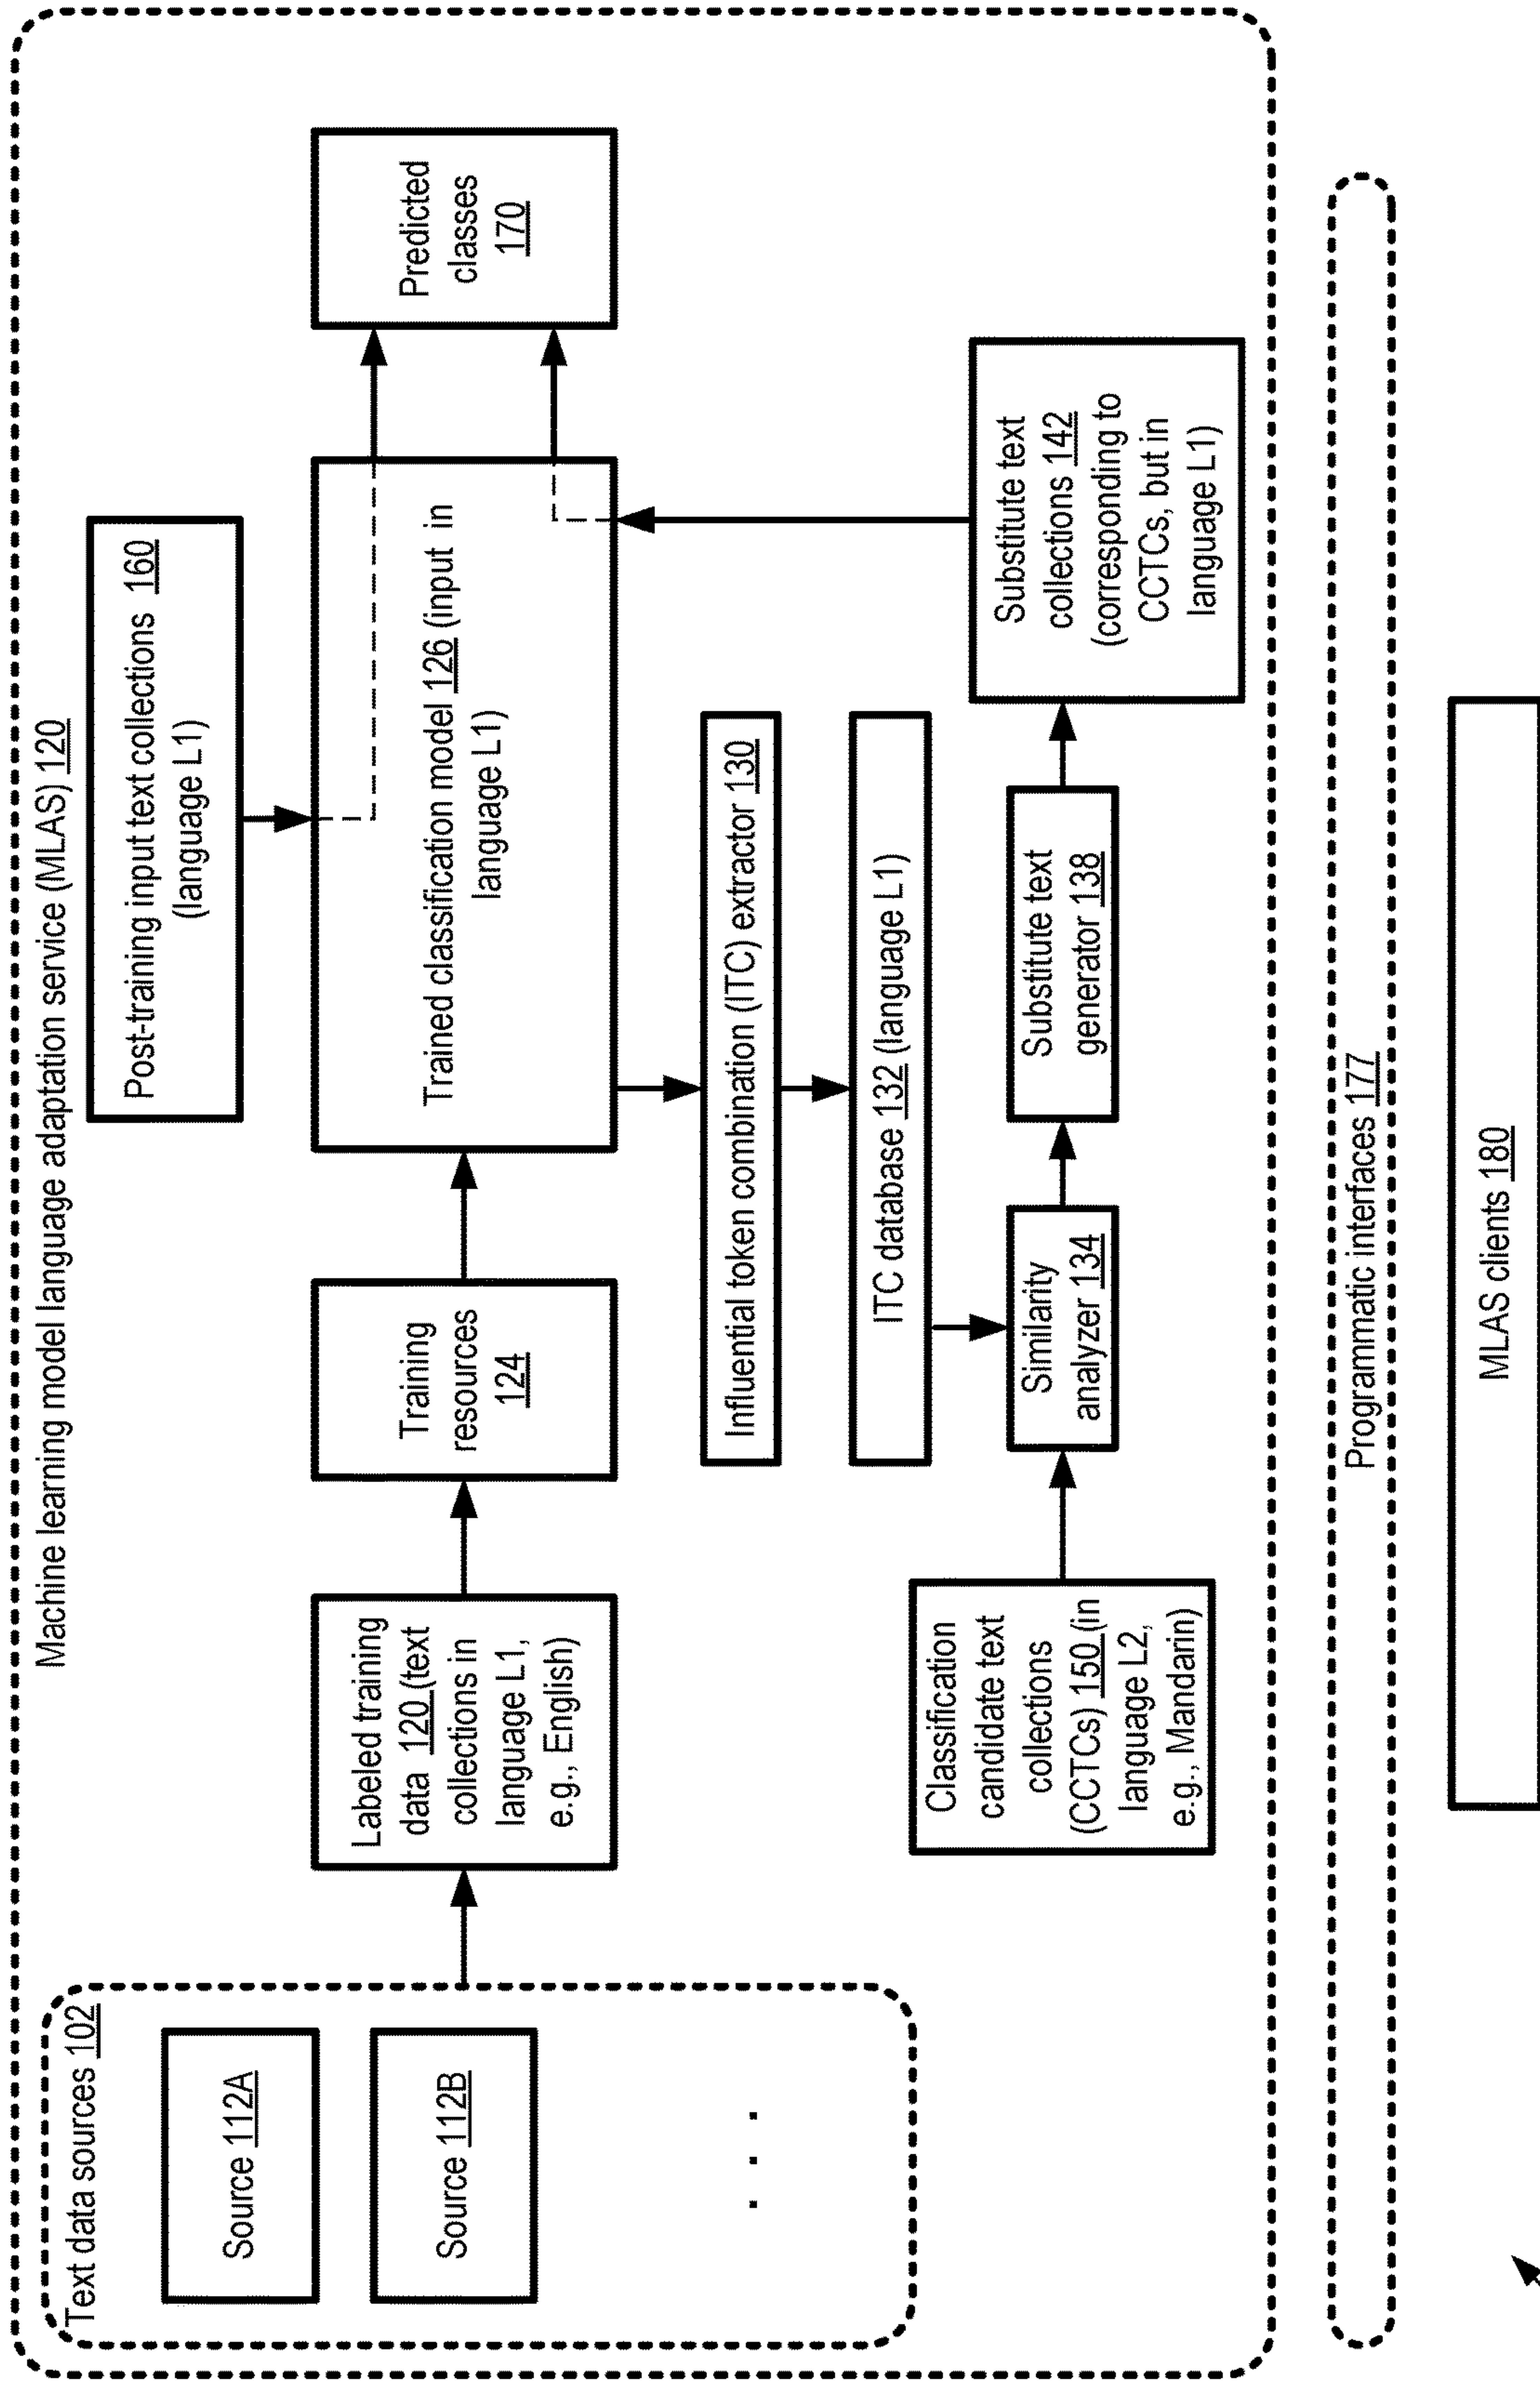 Machine learning model language adaptation service (MLAS) 120
Text data sources 102
Source 112A
Source 112B
. . .
Labeled training
data 120 (text
collections in
language L1,
e.g., English)
Training
resources
124
Post-training input text collections 160
(language L1)
Trained classification model 126 (input in
language L1)
Predicted
classes
170
Influential token combination (ITC) extractor 130
ITC database 132 (language L1)
Classification
candidate text
collections
(CCTCs) 150 (in
language L2,
e.g., Mandarin)
Similarity
analyzer 134
Substitute text
generator 138
Substitute text
collections 142
(corresponding to
CCTCs, but in
language L1)
Programmatic interfaces 177
MLAS clients 180